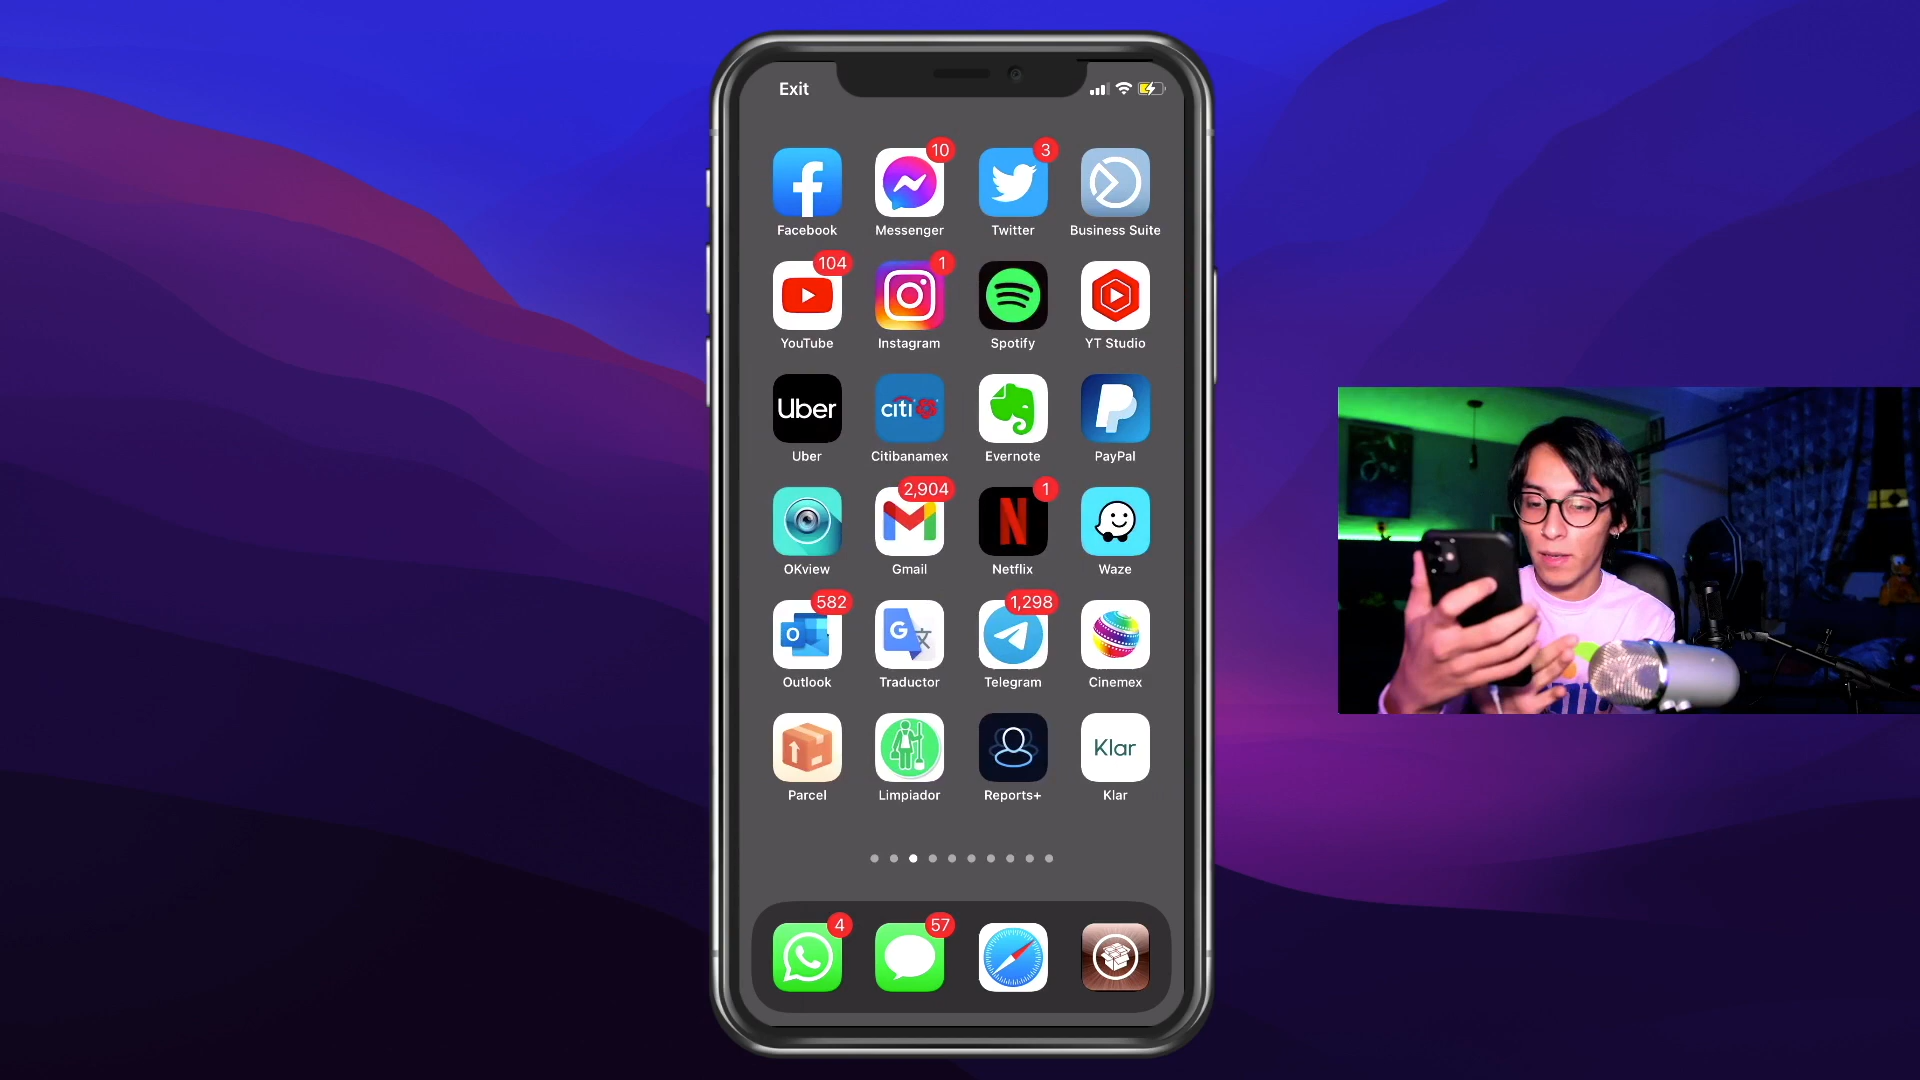 Exit
10
3
Facebook
Messenger
Twitter
Business Suite
104
1
YouTube
Instagram
Spotify
YT Studio
Uber
citi
Uber
Citibanamex
Evernote
PayPal
2,904
1
OKview
Gmail
Netflix
Waze
582
1,298
Outlook
Traductor
Telegram
Cinemex
Klar
Parcel
Limpiador
Reports+
Klar
4
57